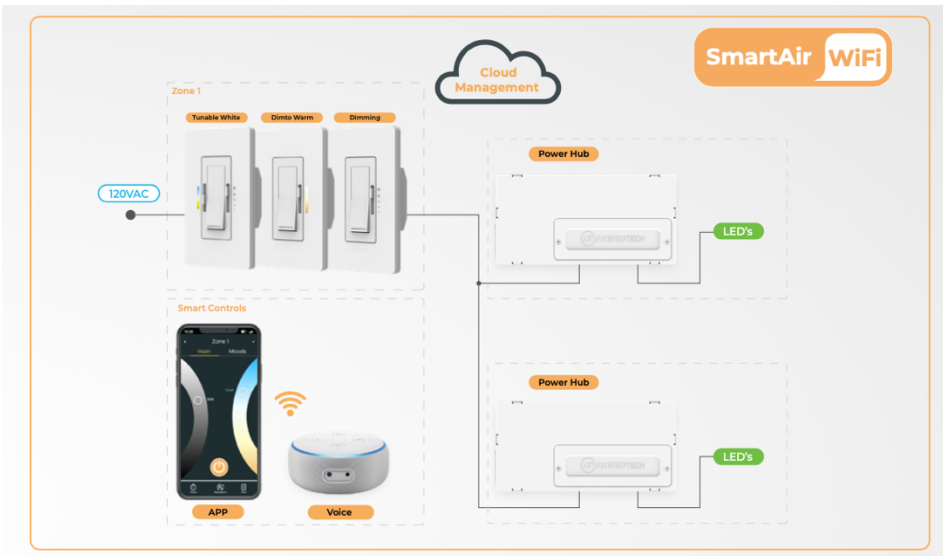 SmartAir WiFi
Cloud
Management
Zone 1
Tunable White
Dimto Warm
Dimming
120VAC
Power Hub
LED's
Smart Controls
Zone 1
Main
Moods
APP
Voice
Power Hub
LED's